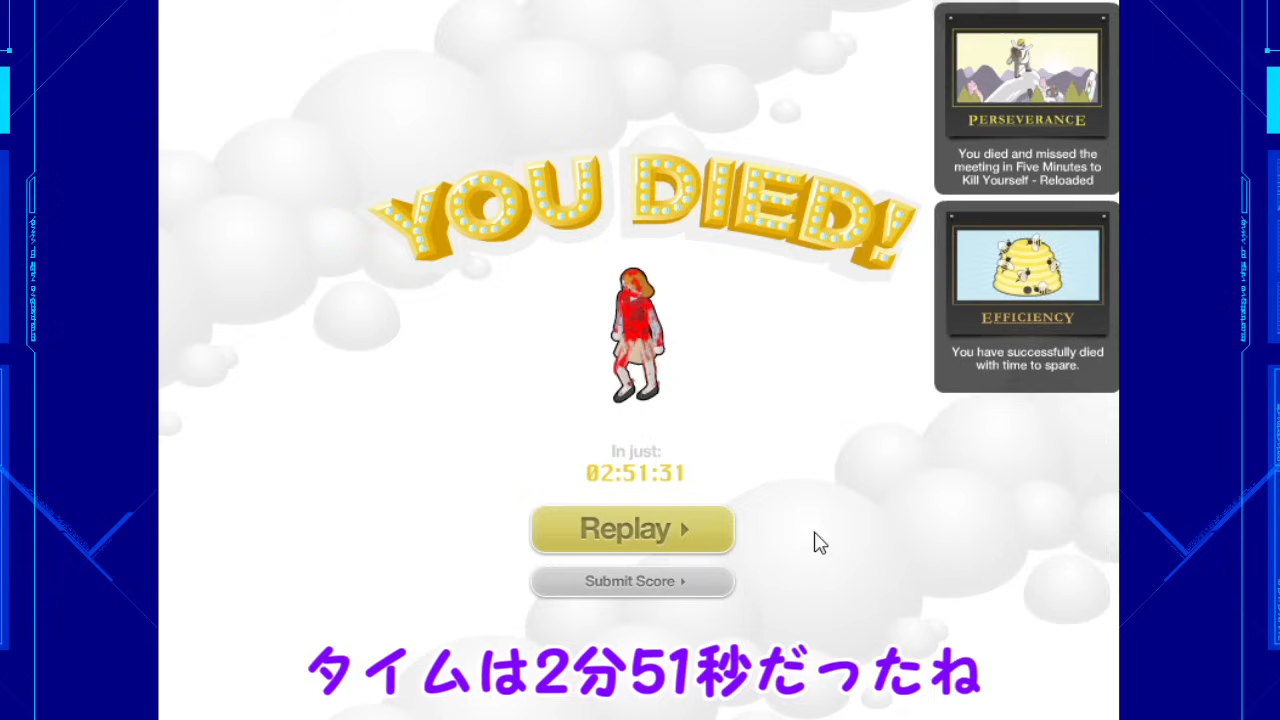 YOU DIED!
In just:
02:51:31
Replay
Submit Score
PERSEVERANCE
You died and missed the
meeting in Five Minutes to
Kill Yourself - Reloaded
EFFICIENCY
You have successfully died
with time to spare.
タイムは2分51秒だったね